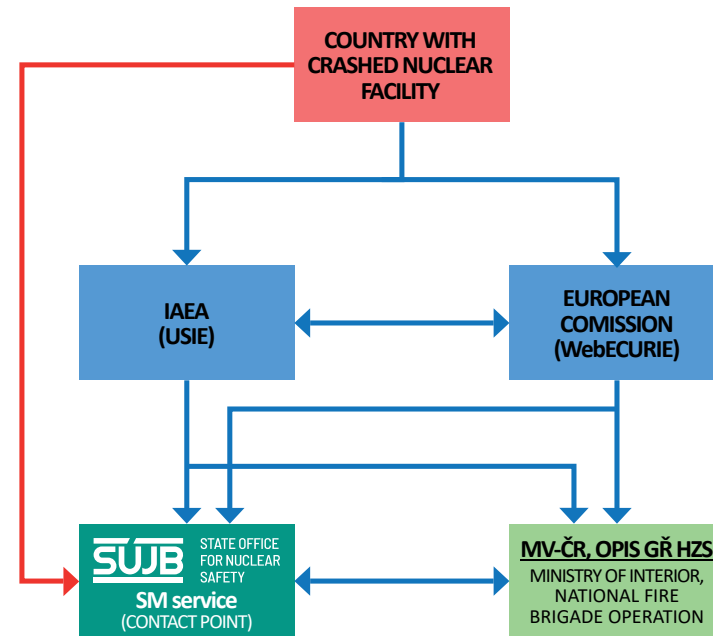 COUNTRY WITH
CRASHED NUCLEAR
FACILITY
IAEA
(USIE)
EUROPEAN
COMISSION
(WebECURIE)
SÚJB
STATE OFFICE
FOR NUCLEAR
SAFETY
SM service
(CONTACT POINT)
MV-ČR, OPIS GŘ HZS
MINISTRY OF INTERIOR,
NATIONAL FIRE
BRIGADE OPERATION